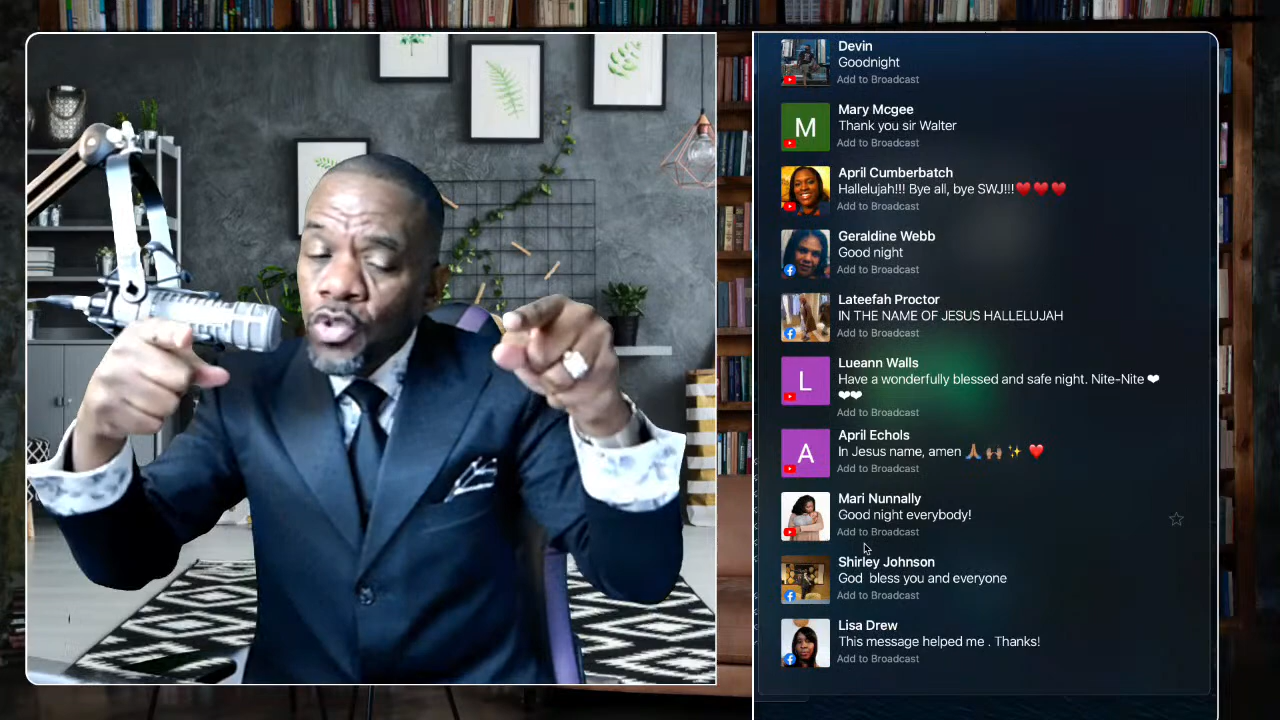 Devin
Goodnight
Add to Broadcast
M
Mary Mcgee
Thank you sir Walter
Add to Broadcast
April Cumberbatch
Hallelujah!!! Bye all, bye SWJ!!!❤️❤️❤️
Add to Broadcast
Geraldine Webb
Good night
Add to Broadcast
Lateefah Proctor
IN THE NAME OF JESUS HALLELUJAH
Add to Broadcast
L
Lueann Walls
Have a wonderfully blessed and safe night. Nite-Nite ❤
❤❤
Add to Broadcast
A
April Echols
In Jesus name, amen 🙏🏽 🙌🏽 ✨ ❤️
Add to Broadcast
Mari Nunnally
Good night everybody!
Add to Broadcast
Shirley Johnson
God  bless you and everyone
Add to Broadcast
Lisa Drew
This message helped me . Thanks!
Add to Broadcast